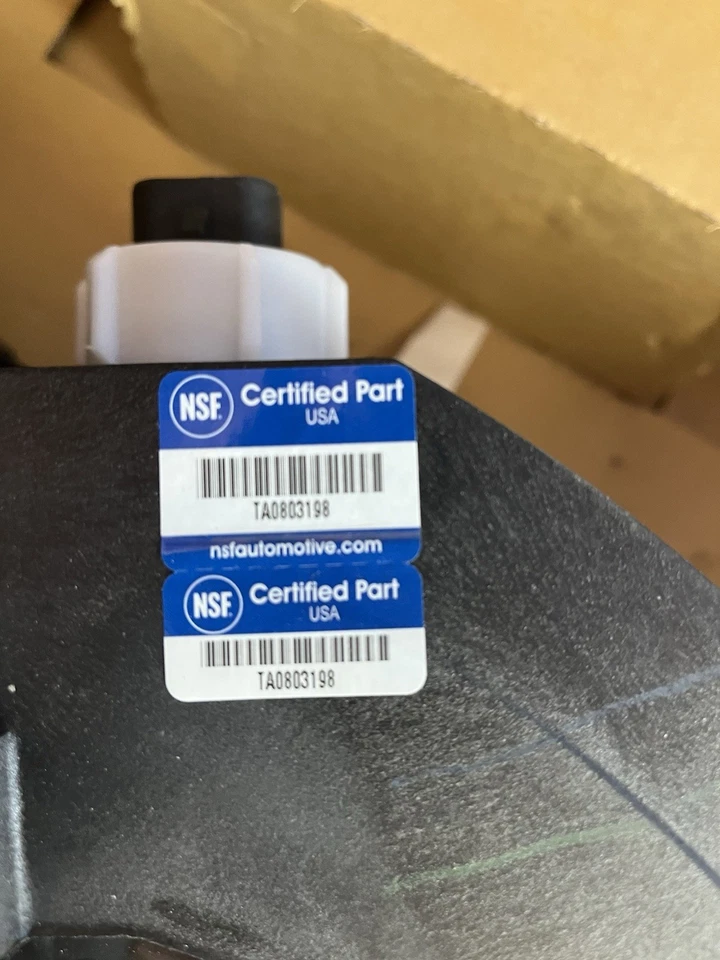 NSF. Certified Part
USA
TA0803198
nsfautomotive.com
NSF. Certified Part
USA
TA0803198